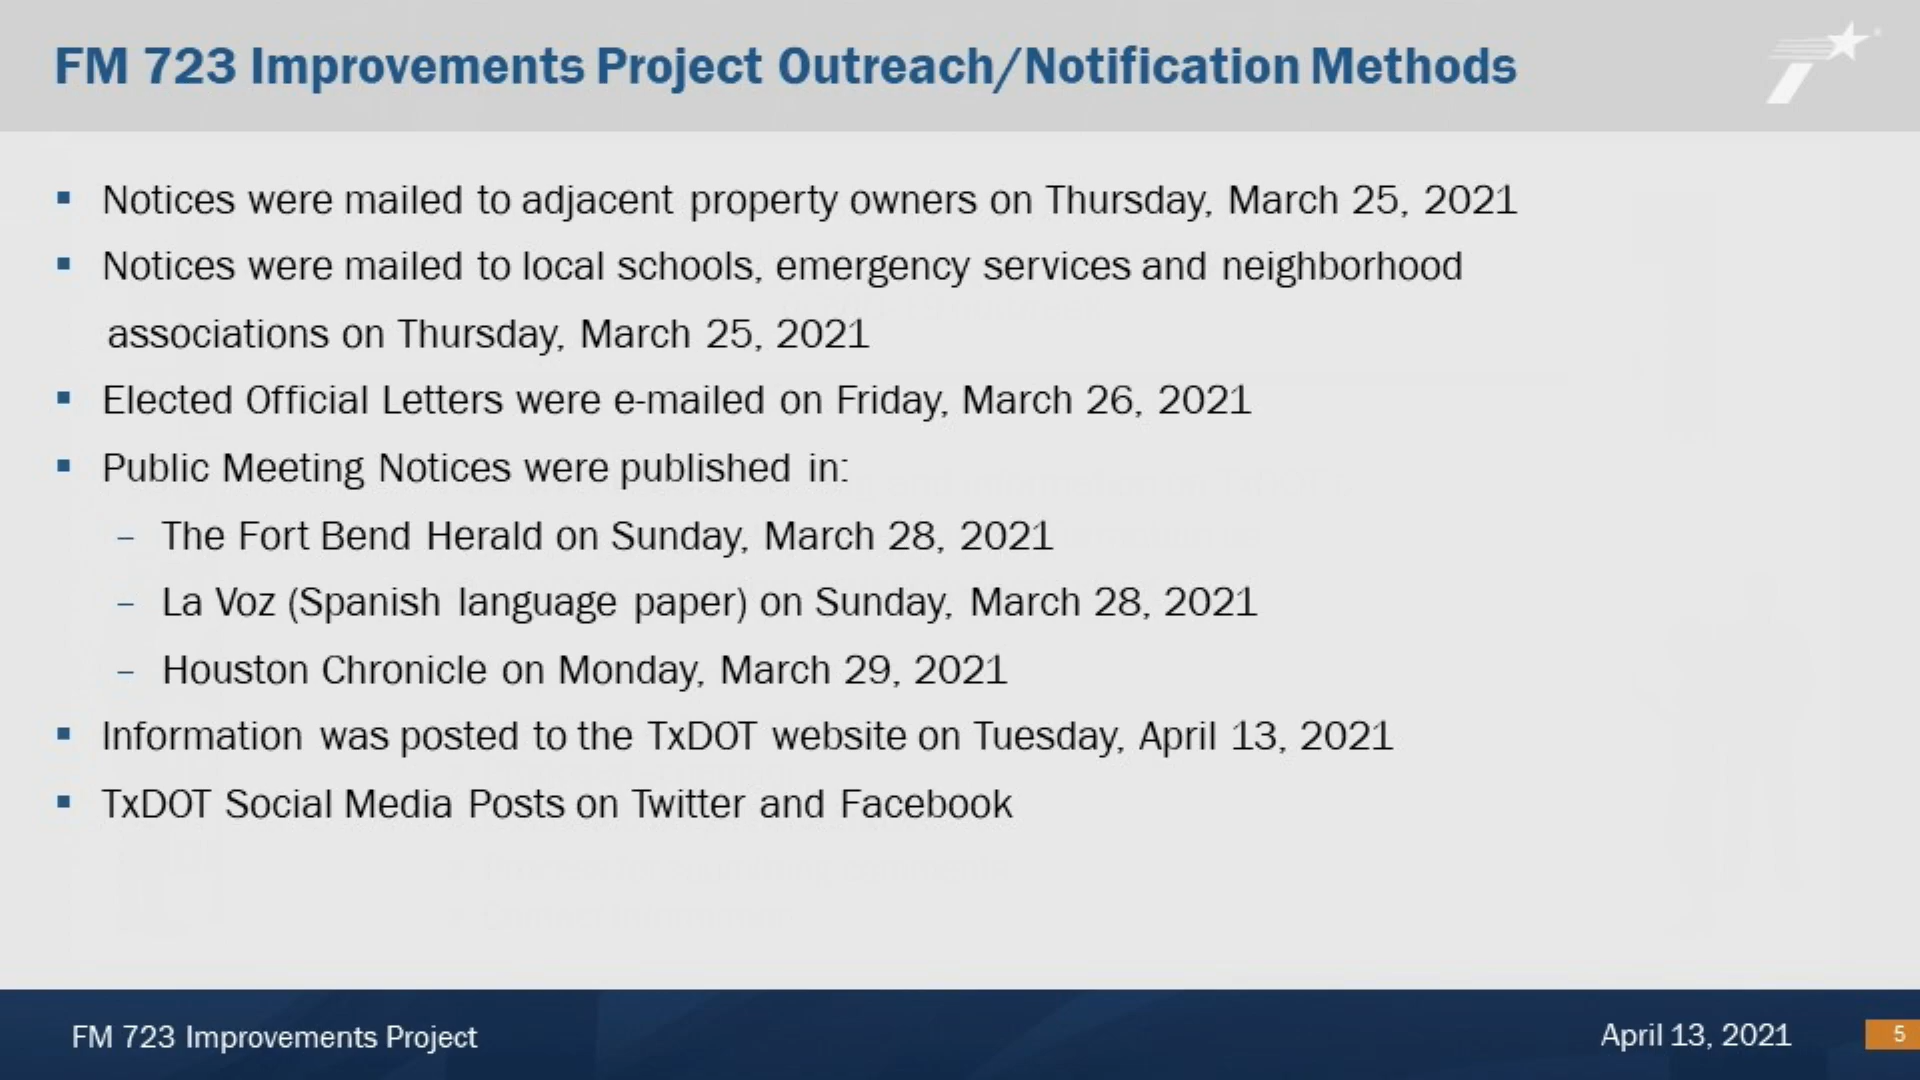 FM 723 Improvements Project Outreach/Notification Methods
▪ Notices were mailed to adjacent property owners on Thursday, March 25, 2021
▪ Notices were mailed to local schools, emergency services and neighborhood
associations on Thursday, March 25, 2021
▪ Elected Official Letters were e-mailed on Friday, March 26, 2021
▪ Public Meeting Notices were published in:
– The Fort Bend Herald on Sunday, March 28, 2021
– La Voz (Spanish language paper) on Sunday, March 28, 2021
– Houston Chronicle on Monday, March 29, 2021
▪ Information was posted to the TxDOT website on Tuesday, April 13, 2021
▪ TxDOT Social Media Posts on Twitter and Facebook
FM 723 Improvements Project
April 13, 2021
5